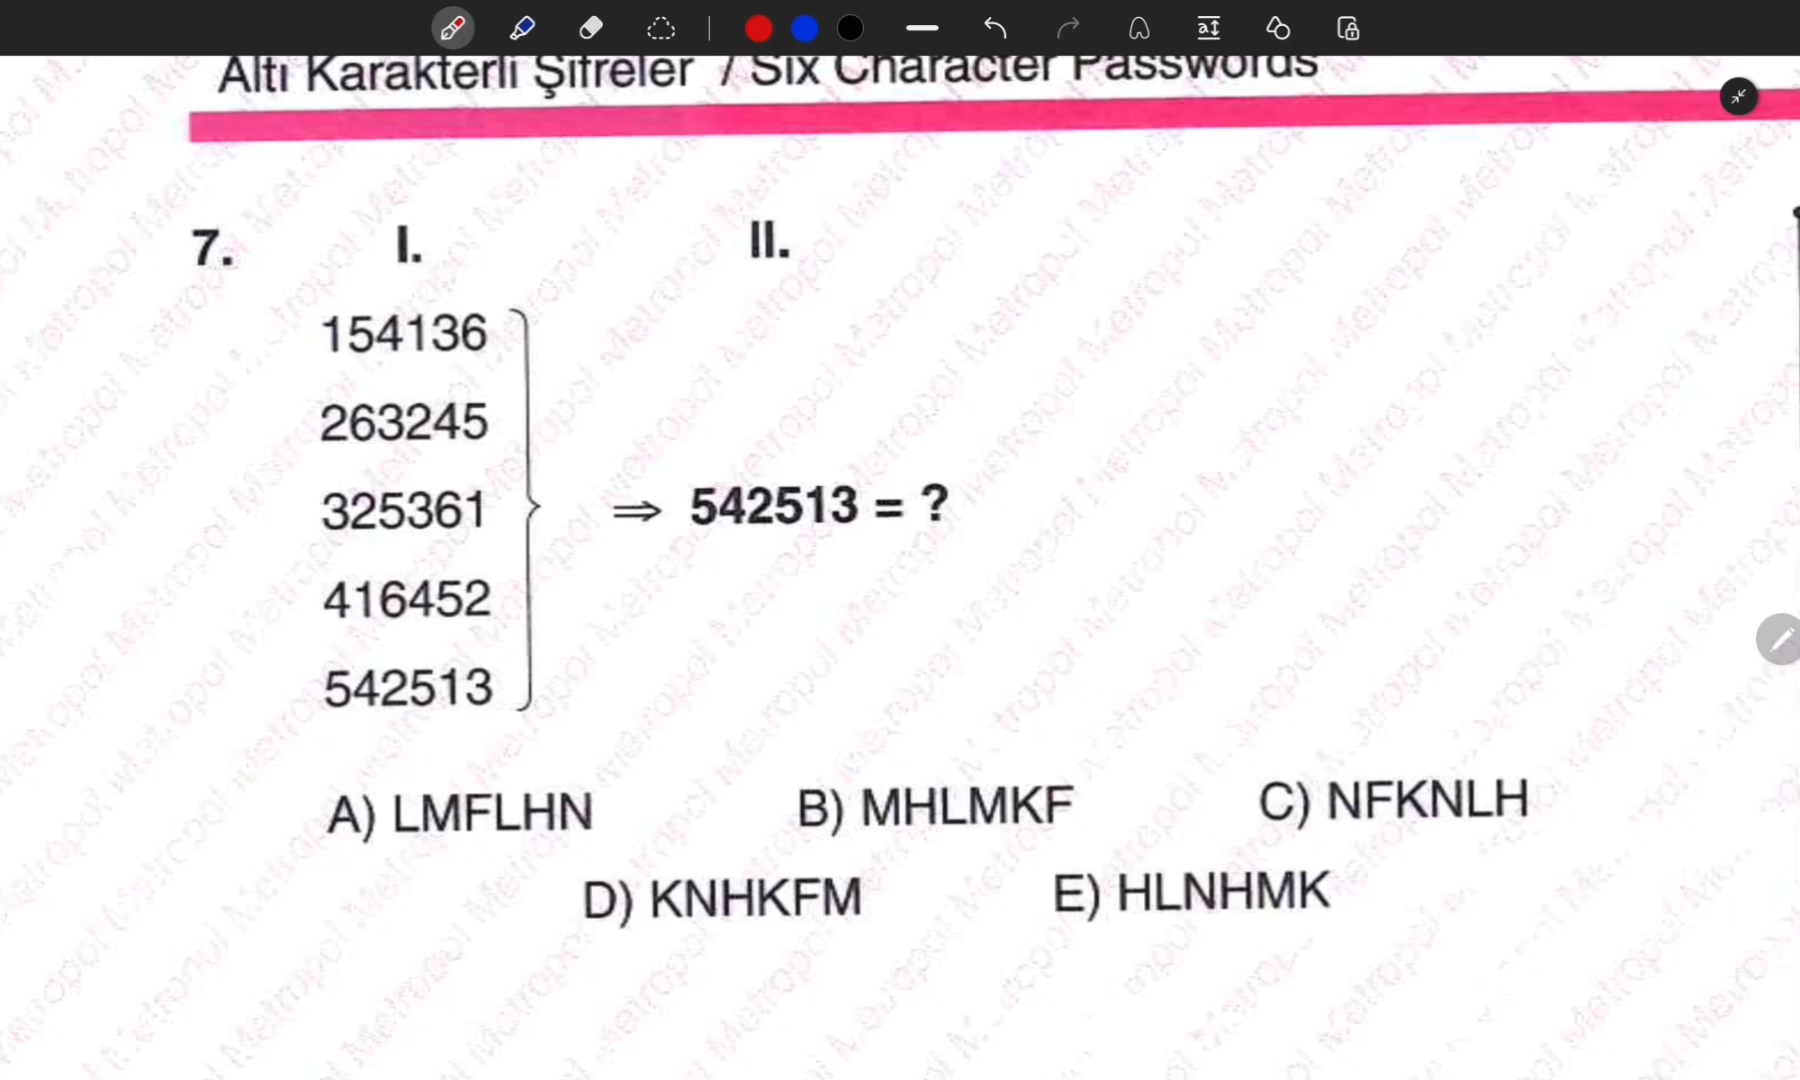 Altı Karakterli Şifreler / Six Character Passwords
7. I. II.
154136
263245
325361
416452
542513
⇒ 542513 = ?
A) LMFLHN B) MHLMKF C) NFKNLH
D) KNHKFM E) HLNHMK